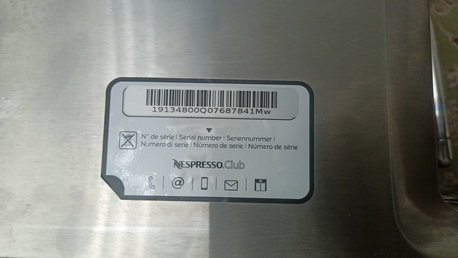 19134800Q07687841Mw
N° de série | Serial number | Seriennummer |
Numero di serie | Número de serie | Número de série
NESPRESSO.Club